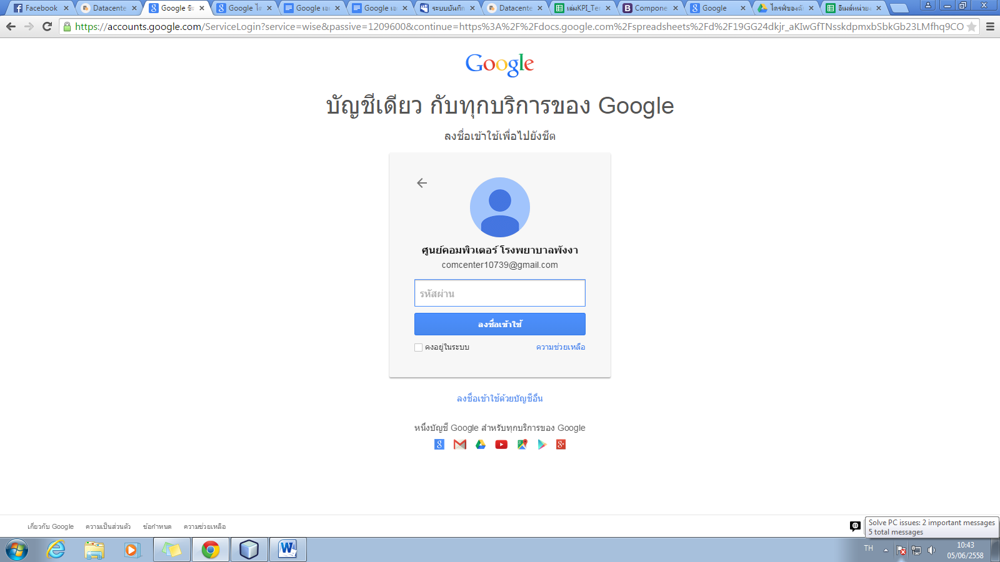 Facebook
Datacente
Google ชีต
Google ไ
Google เอ
Google เอ
ระบบบันทึก
Datacente
เล่มKPI_Ter
Compone
Google
ไดรฟ์ของฉั
อีเมล์หน่วย
https://accounts.google.com/ServiceLogin?service=wise&passive=1209600&continue=https%3A%2F%2Fdocs.google.com%2Fspreadsheets%2Fd%2F19GG24dkjr_aKIwGfTNsskdpmxbSbkGb23LMfhq9CO
Google
บัญชีเดียว กับทุกบริการของ Google
ลงชื่อเข้าใช้เพื่อไปยังชีต
ศูนย์คอมพิวเตอร์ โรงพยาบาลพังงา
comcenter10739@gmail.com
รหัสผ่าน
ลงชื่อเข้าใช้
คงอยู่ในระบบ
ความช่วยเหลือ
ลงชื่อเข้าใช้ด้วยบัญชีอื่น
หนึ่งบัญชี Google สำหรับทุกบริการของ Google
เกี่ยวกับ Google
ความเป็นส่วนตัว
ข้อกำหนด
ความช่วยเหลือ
Solve PC issues: 2 important messages
5 total messages
TH
10:43
05/06/2558